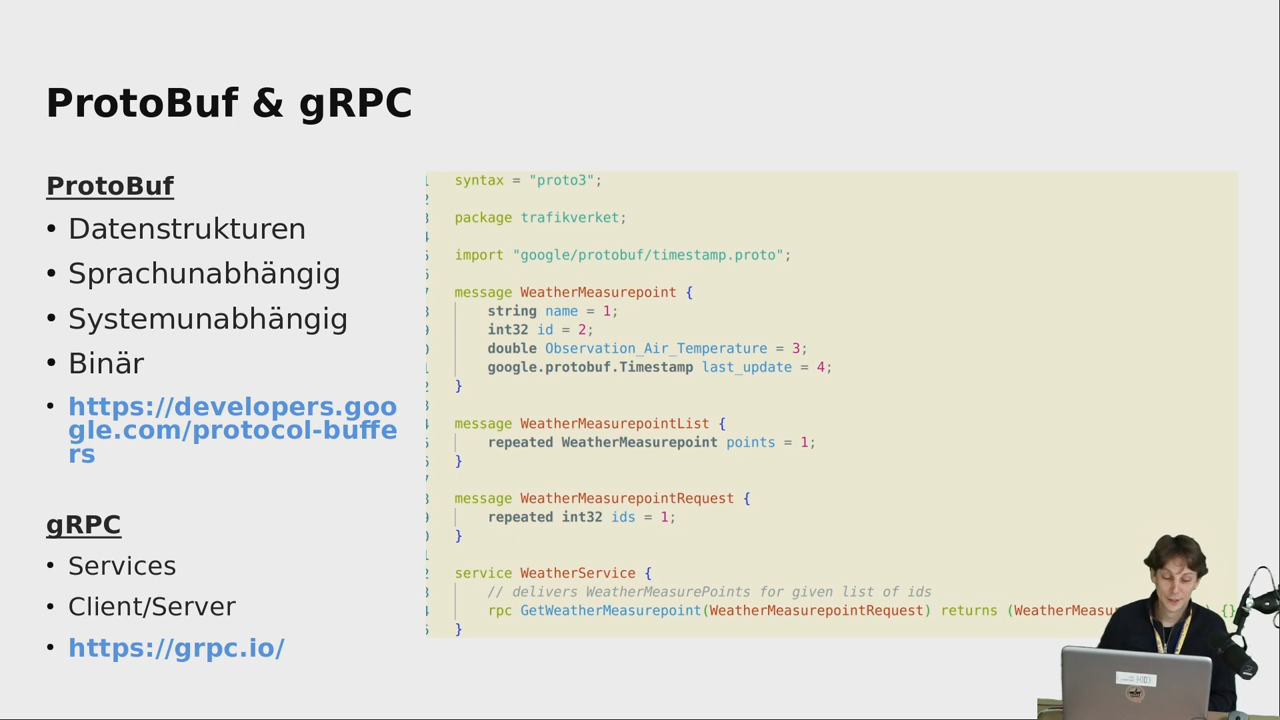 ProtoBuf & gRPC
ProtoBuf
• Datenstrukturen
• Sprachunabhängig
• Systemunabhängig
• Binär
• https://developers.goo
gle.com/protocol-buffe
rs
gRPC
• Services
• Client/Server
• https://grpc.io/
syntax = "proto3";
package trafikverket;
import "google/protobuf/timestamp.proto";
message WeatherMeasurepoint {
string name = 1;
int32 id = 2;
double Observation_Air_Temperature = 3;
google.protobuf.Timestamp last_update = 4;
}
message WeatherMeasurepointList {
repeated WeatherMeasurepoint points = 1;
}
message WeatherMeasurepointRequest {
repeated int32 ids = 1;
}
service WeatherService {
// delivers WeatherMeasurePoints for given list of ids
rpc GetWeatherMeasurepoint(WeatherMeasurepointRequest) returns (WeatherMeasu ) {}
}